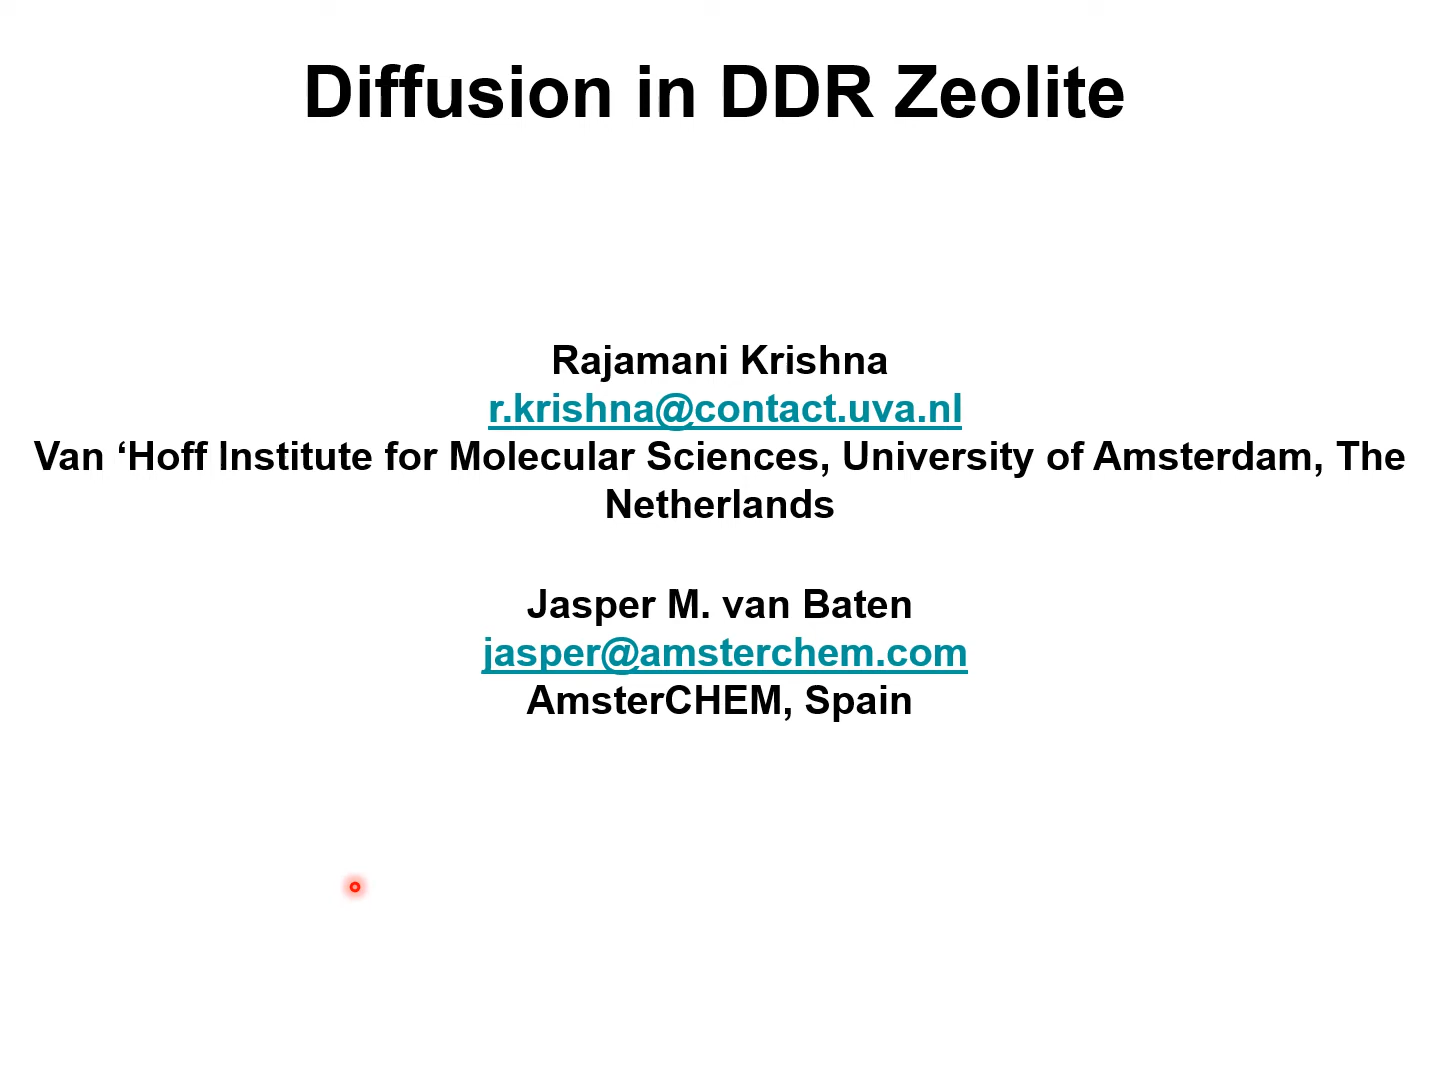 Diffusion in DDR Zeolite
Rajamani Krishna
r.krishna@contact.uva.nl
Van ‘Hoff Institute for Molecular Sciences, University of Amsterdam, The
Netherlands
Jasper M. van Baten
jasper@amsterchem.com
AmsterCHEM, Spain